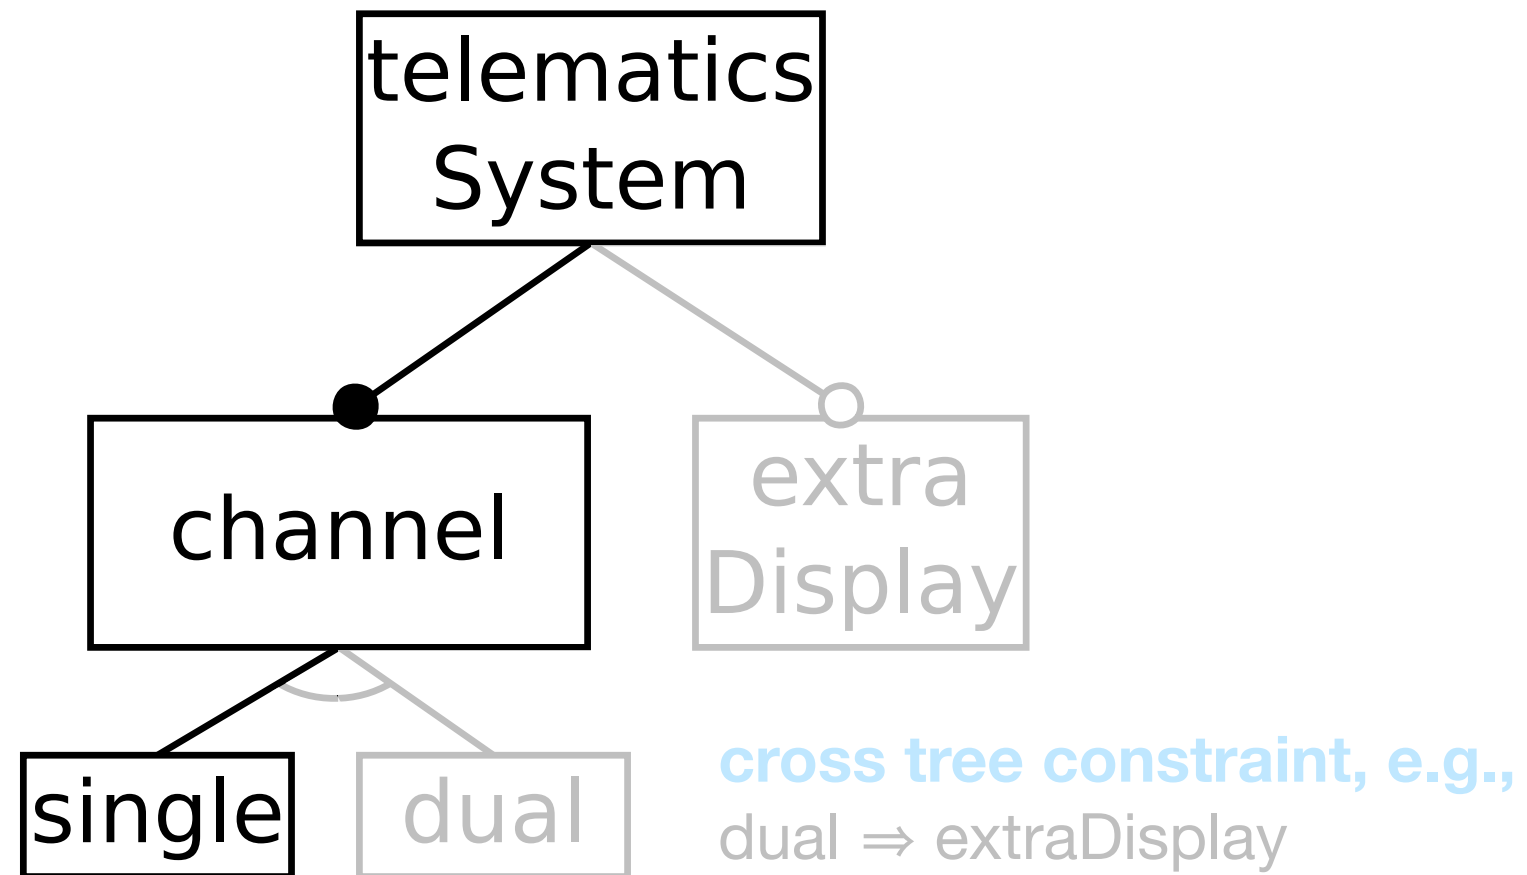 telematics
System
channel
extra
Display
single
dual
cross tree constraint, e.g.,
dual ⇒ extraDisplay